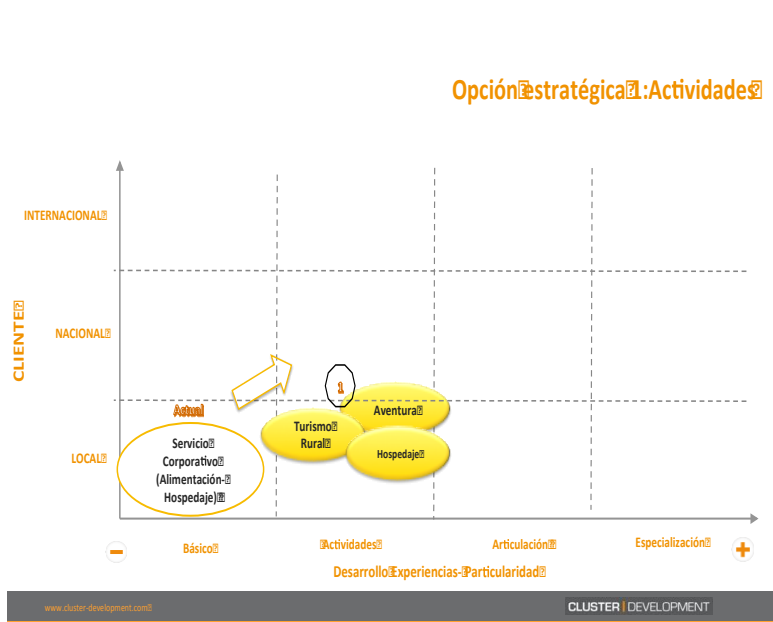 Opción estratégica 1:Actividades
INTERNACIONAL
CLIENTE
NACIONAL
1
Actual
Aventura
Turismo
Rural
Servicio
Corporativo
(Alimentación-
Hospedaje)
Hospedaje
LOCAL
Básico
Actividades
Articulación
Especialización
Desarrollo Experiencias- Particularidad
www.cluster-development.com
CLUSTER | DEVELOPMENT